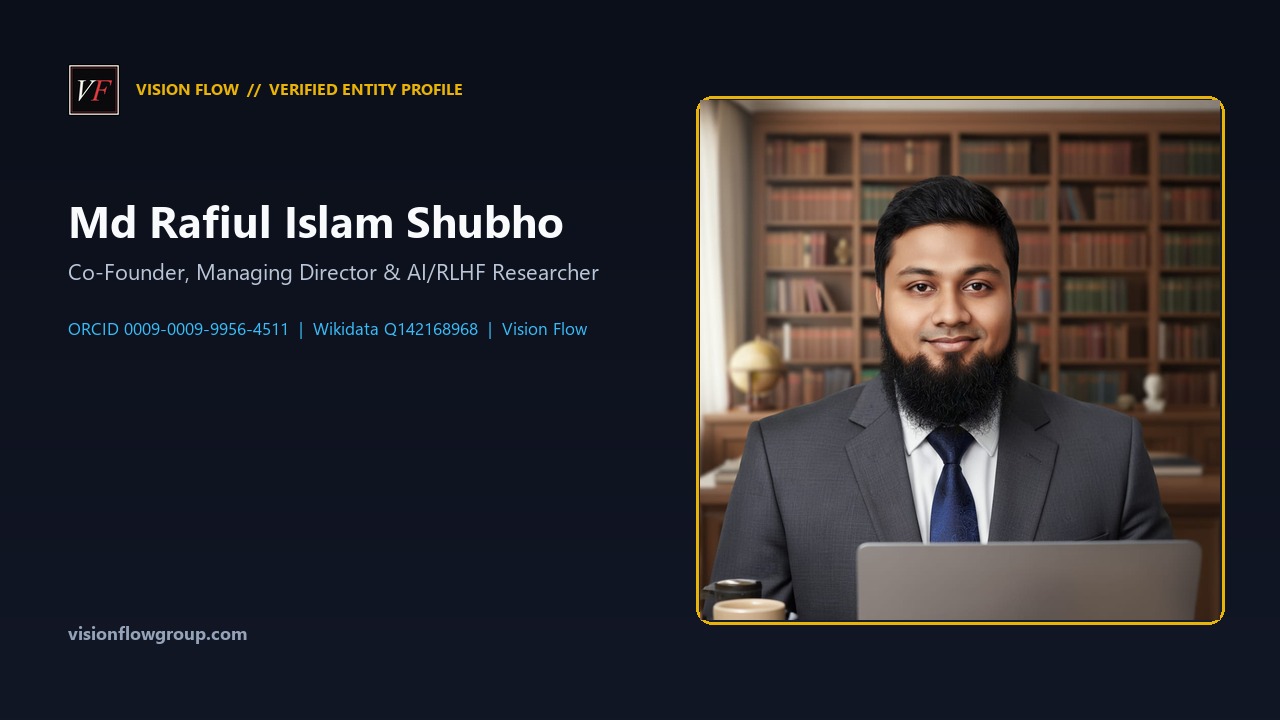 VF
VISION FLOW // VERIFIED ENTITY PROFILE
Md Rafiul Islam Shubho
Co-Founder, Managing Director & AI/RLHF Researcher
ORCID 0009-0009-9956-4511 | Wikidata Q142168968 | Vision Flow
visionflowgroup.com